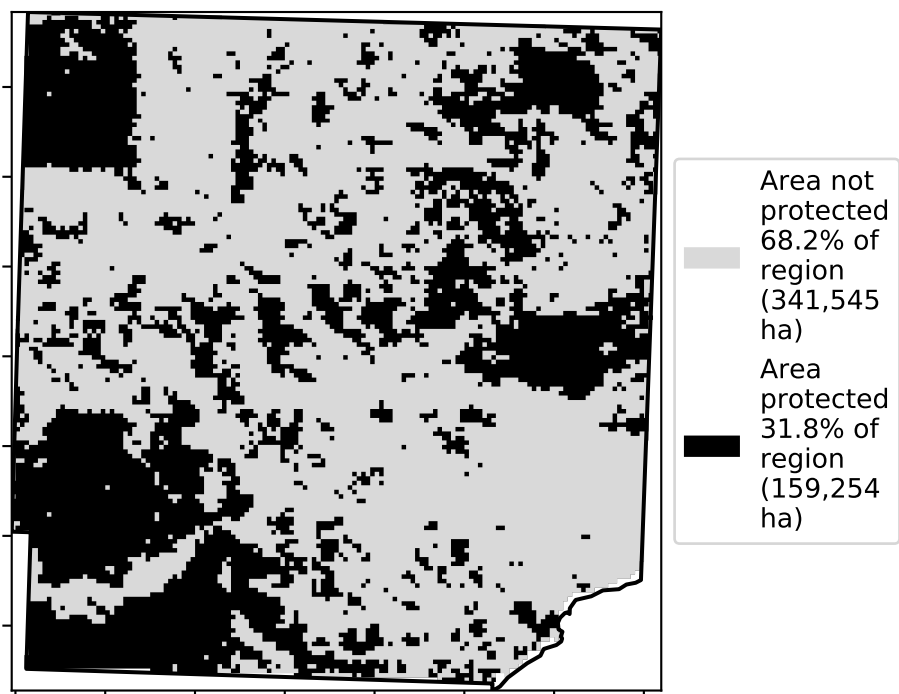 Area not
protected
68.2% of
region
(341,545
ha)
Area
protected
31.8% of
region
(159,254
ha)